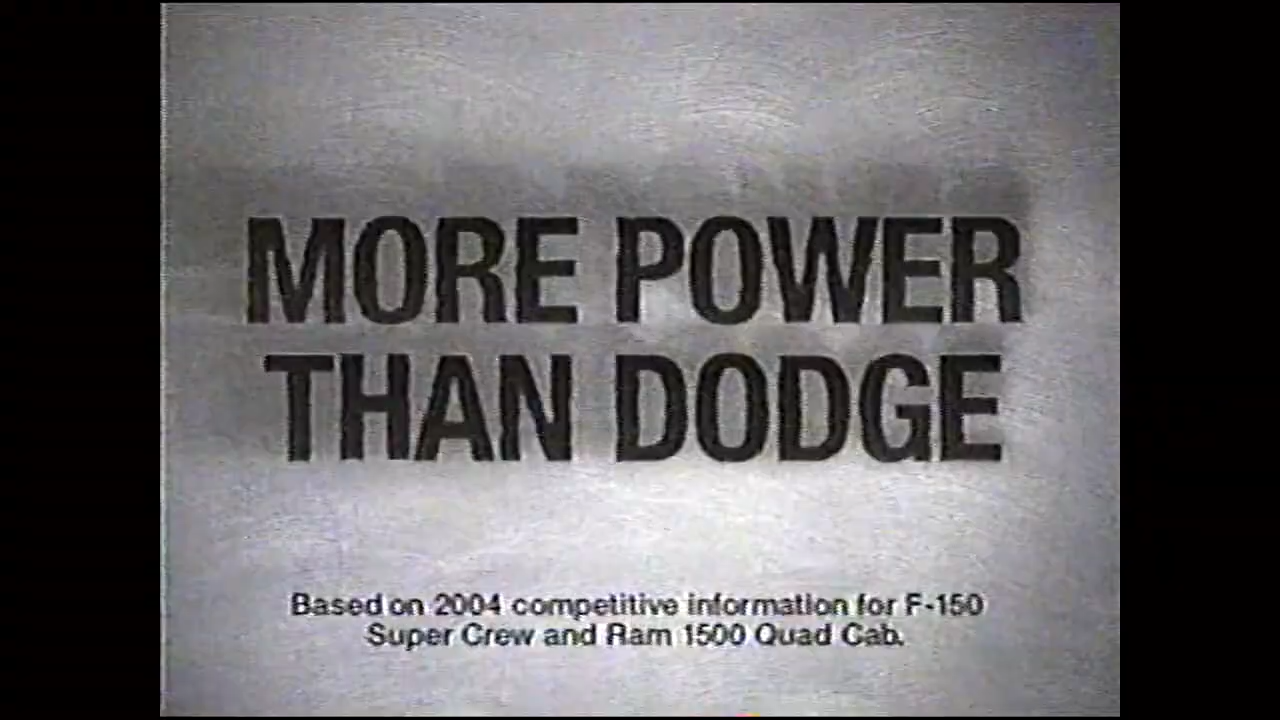 MORE POWER
THAN DODGE
Based on 2004 competitive information for F-150
Super Crew and Ram 1500 Quad Cab.